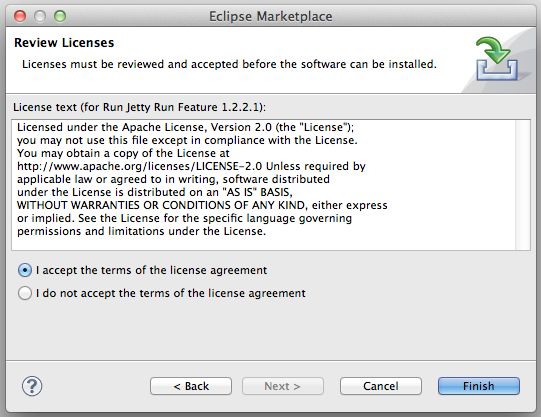 Eclipse Marketplace
Review Licenses
Licenses must be reviewed and accepted before the software can be installed.
License text (for Run Jetty Run Feature 1.2.2.1):
Licensed under the Apache License, Version 2.0 (the "License");
you may not use this file except in compliance with the License.
You may obtain a copy of the License at
http://www.apache.org/licenses/LICENSE-2.0 Unless required by
applicable law or agreed to in writing, software distributed
under the License is distributed on an "AS IS" BASIS,
WITHOUT WARRANTIES OR CONDITIONS OF ANY KIND, either express
or implied. See the License for the specific language governing
permissions and limitations under the License.
I accept the terms of the license agreement
I do not accept the terms of the license agreement
? < Back Next > Cancel Finish